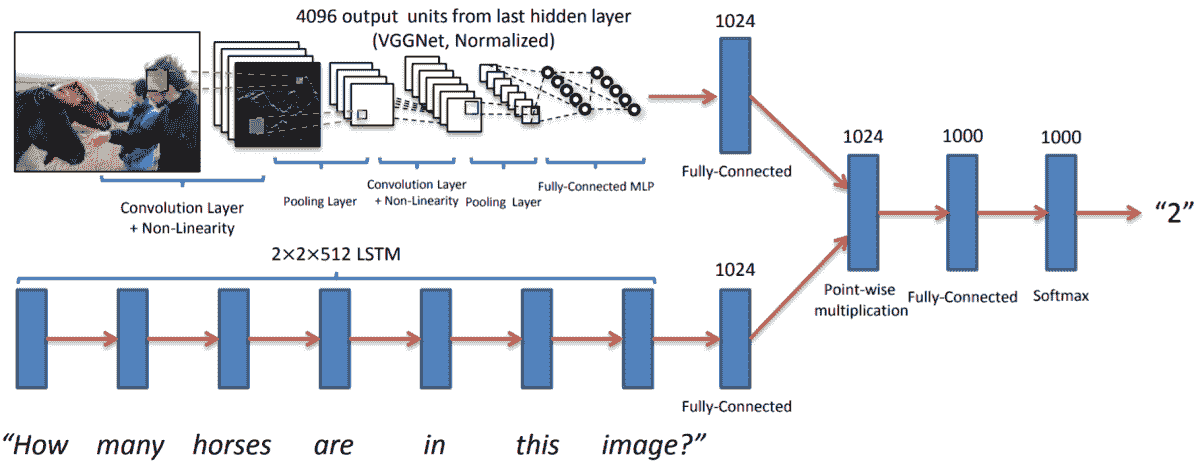 4096 output units from last hidden layer
(VGGNet, Normalized)
1024
Fully-Connected
Convolution Layer
+ Non-Linearity
Pooling Layer
Convolution Layer
+ Non-Linearity
Pooling Layer
Fully-Connected MLP
2×2×512 LSTM
1024
Fully-Connected
1024
Point-wise
multiplication
1000
Fully-Connected
1000
Softmax
“2”
“How many horses are in this image?”